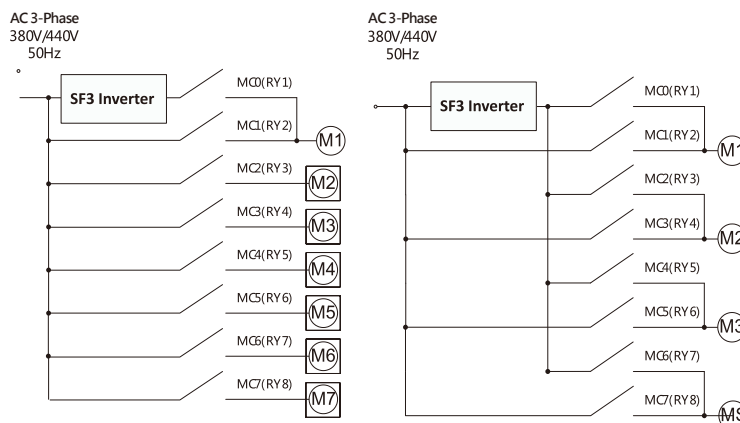 AC 3-Phase
380V/440V
50Hz
SF3 Inverter
MC0(RY1)
MC1(RY2)
M1
MC2(RY3)
M2
MC3(RY4)
M3
MC4(RY5)
M4
MC5(RY6)
M5
MC6(RY7)
M6
MC7(RY8)
M7
AC 3-Phase
380V/440V
50Hz
SF3 Inverter
MC0(RY1)
MC1(RY2)
M1
MC2(RY3)
MC3(RY4)
M2
MC4(RY5)
MC5(RY6)
M3
MC6(RY7)
MC7(RY8)